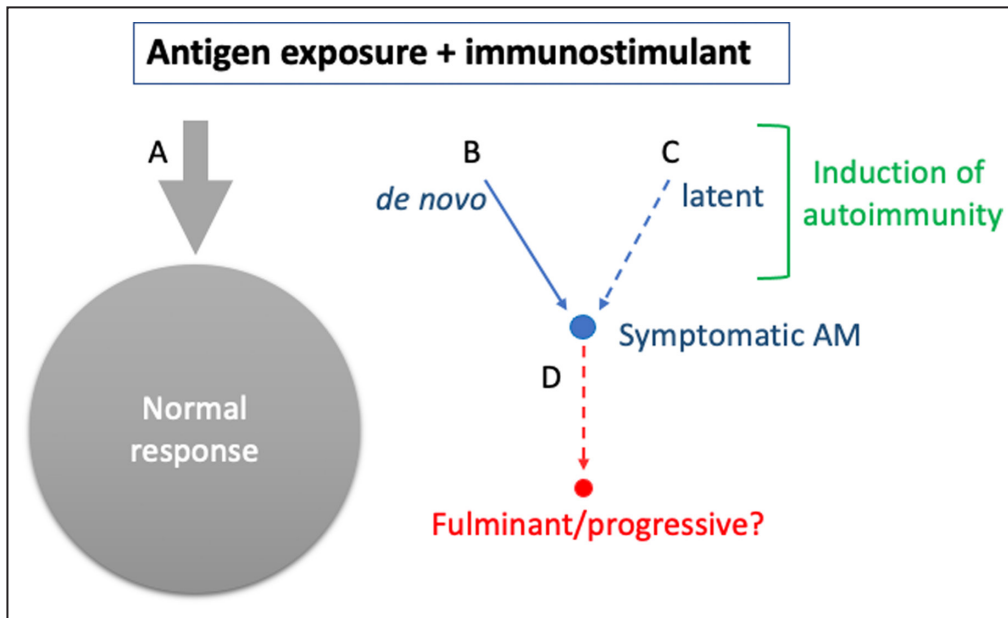 Antigen exposure + immunostimulant
A
B
C
de novo
latent
Induction of
autoimmunity
Symptomatic AM
D
Normal
response
Fulminant/progressive?